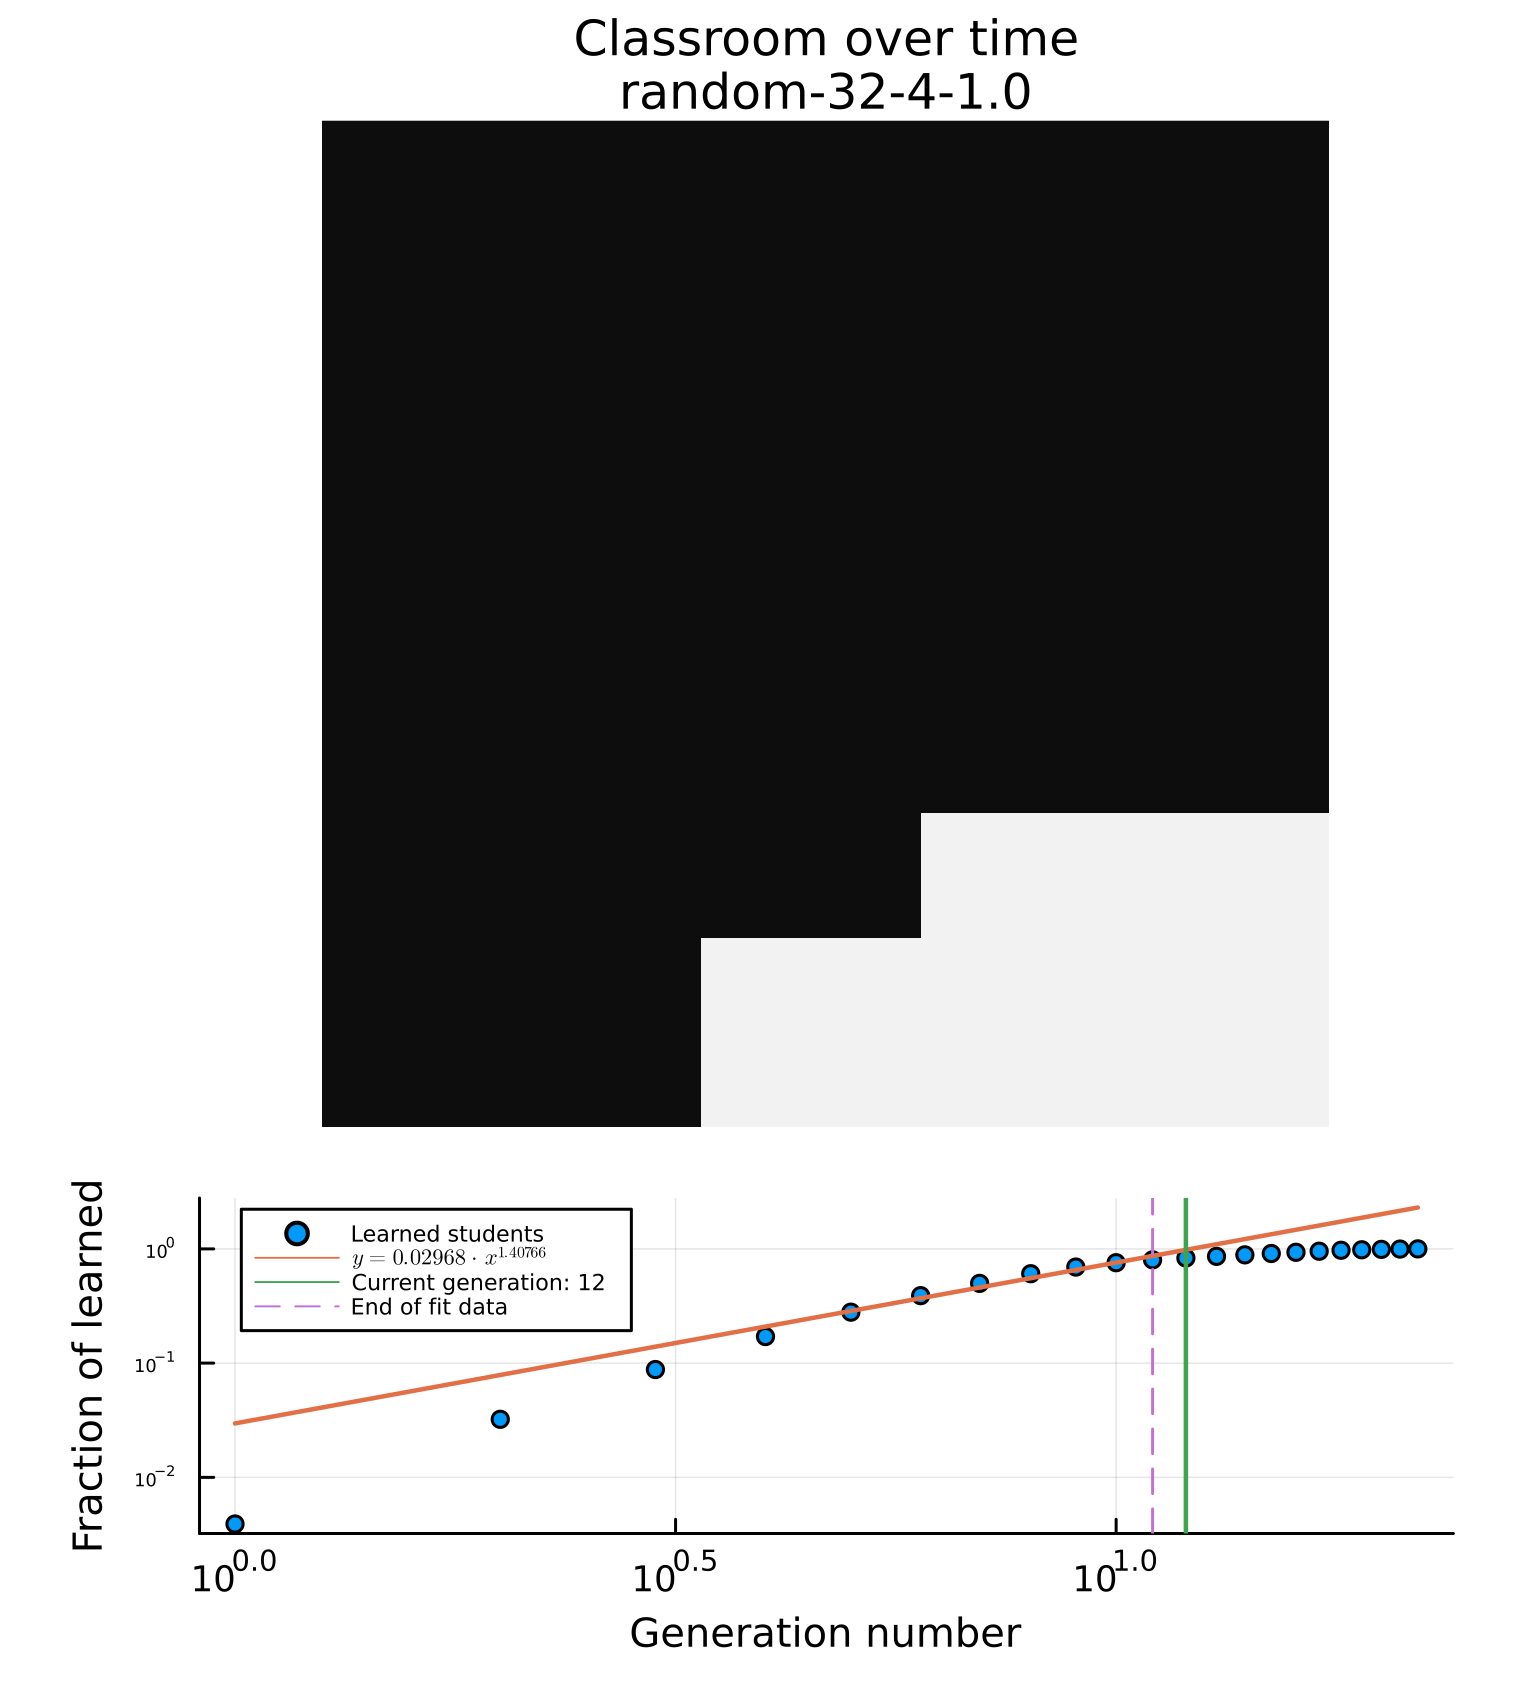 Classroom over time
random-32-4-1.0
Fraction of learned
10^0
10^-1
10^-2
Learned students
y = 0.02968 · x^1.40766
Current generation: 12
End of fit data
10^0.0
10^0.5
10^1.0
Generation number